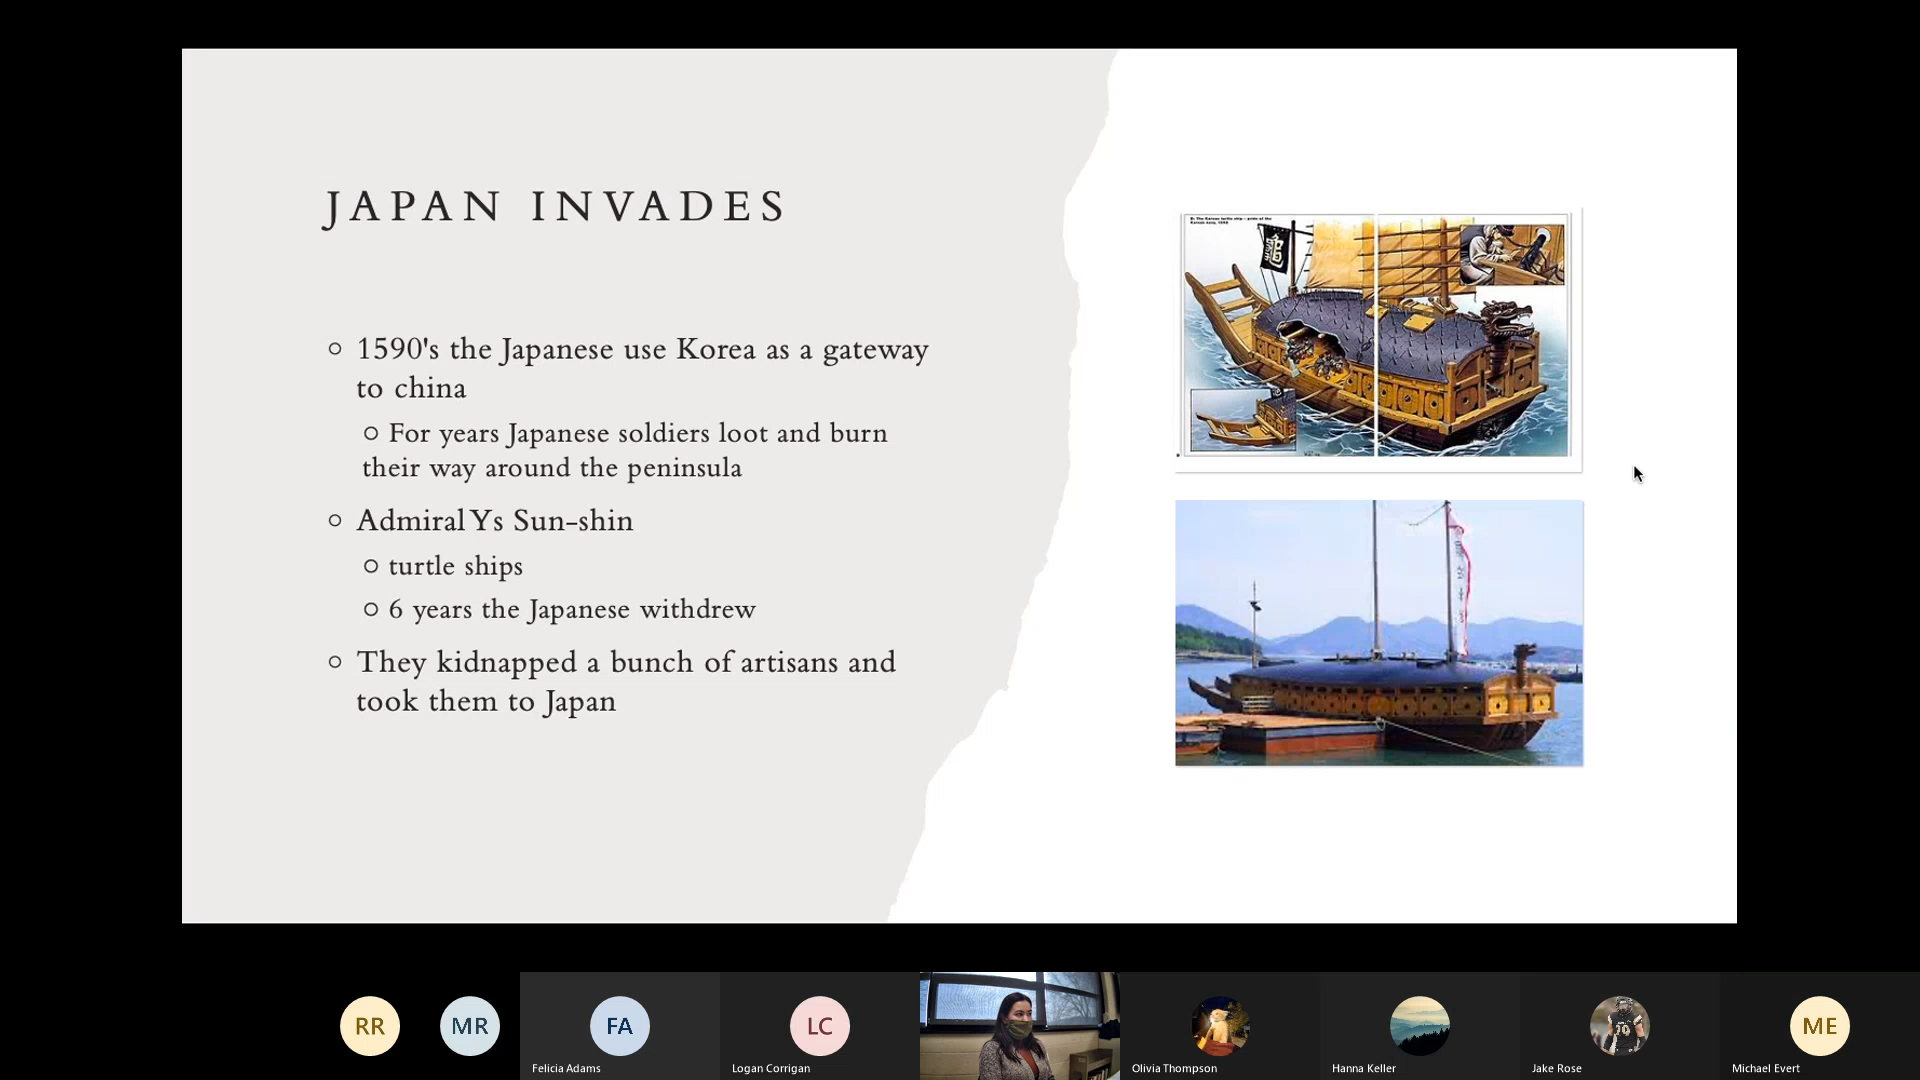 JAPAN INVADES
1590's the Japanese use Korea as a gateway
to china
For years Japanese soldiers loot and burn
their way around the peninsula
Admiral Ys Sun-shin
turtle ships
6 years the Japanese withdrew
They kidnapped a bunch of artisans and
took them to Japan
龜
RR
MR
FA
LC
ME
Felicia Adams
Logan Corrigan
Olivia Thompson
Hanna Keller
Jake Rose
Michael Evert